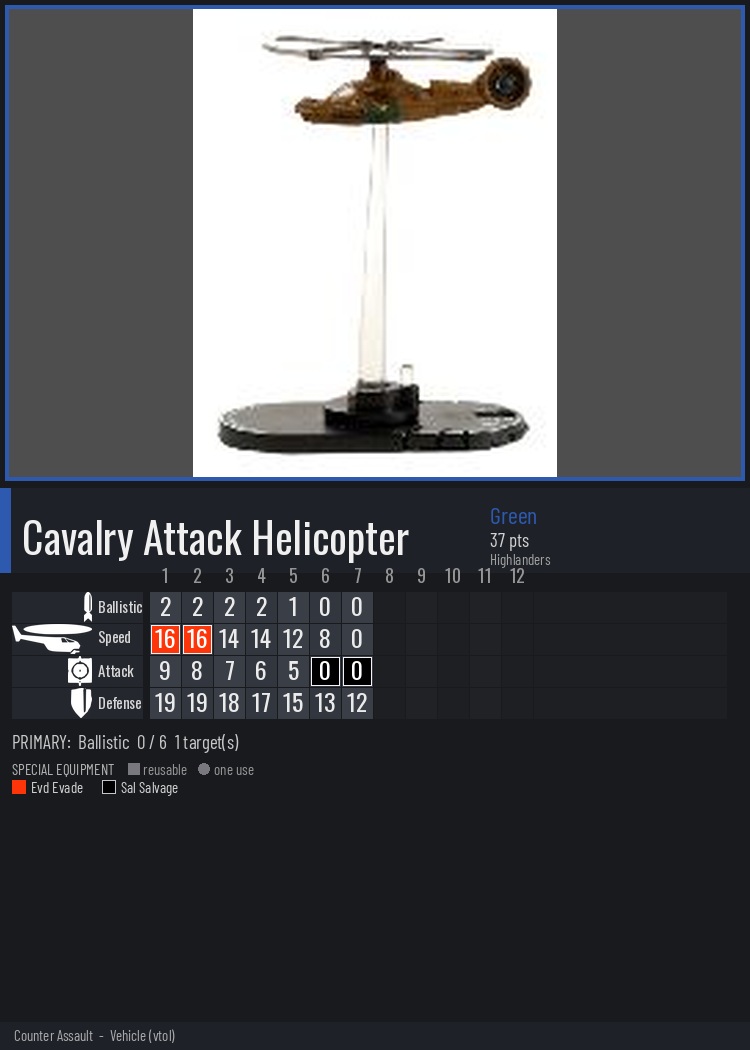 Cavalry Attack Helicopter
Green
37 pts
Highlanders
1 2 3 4 5 6 7 8 9 10 11 12
Ballistic 2 2 2 2 1 0 0
Speed 16 16 14 14 12 8 0
Attack 9 8 7 6 5 0 0
Defense 19 19 18 17 15 13 12
PRIMARY: Ballistic 0 / 6 1 target(s)
SPECIAL EQUIPMENT reusable one use
Evd Evade Sal Salvage
Counter Assault - Vehicle (vtol)